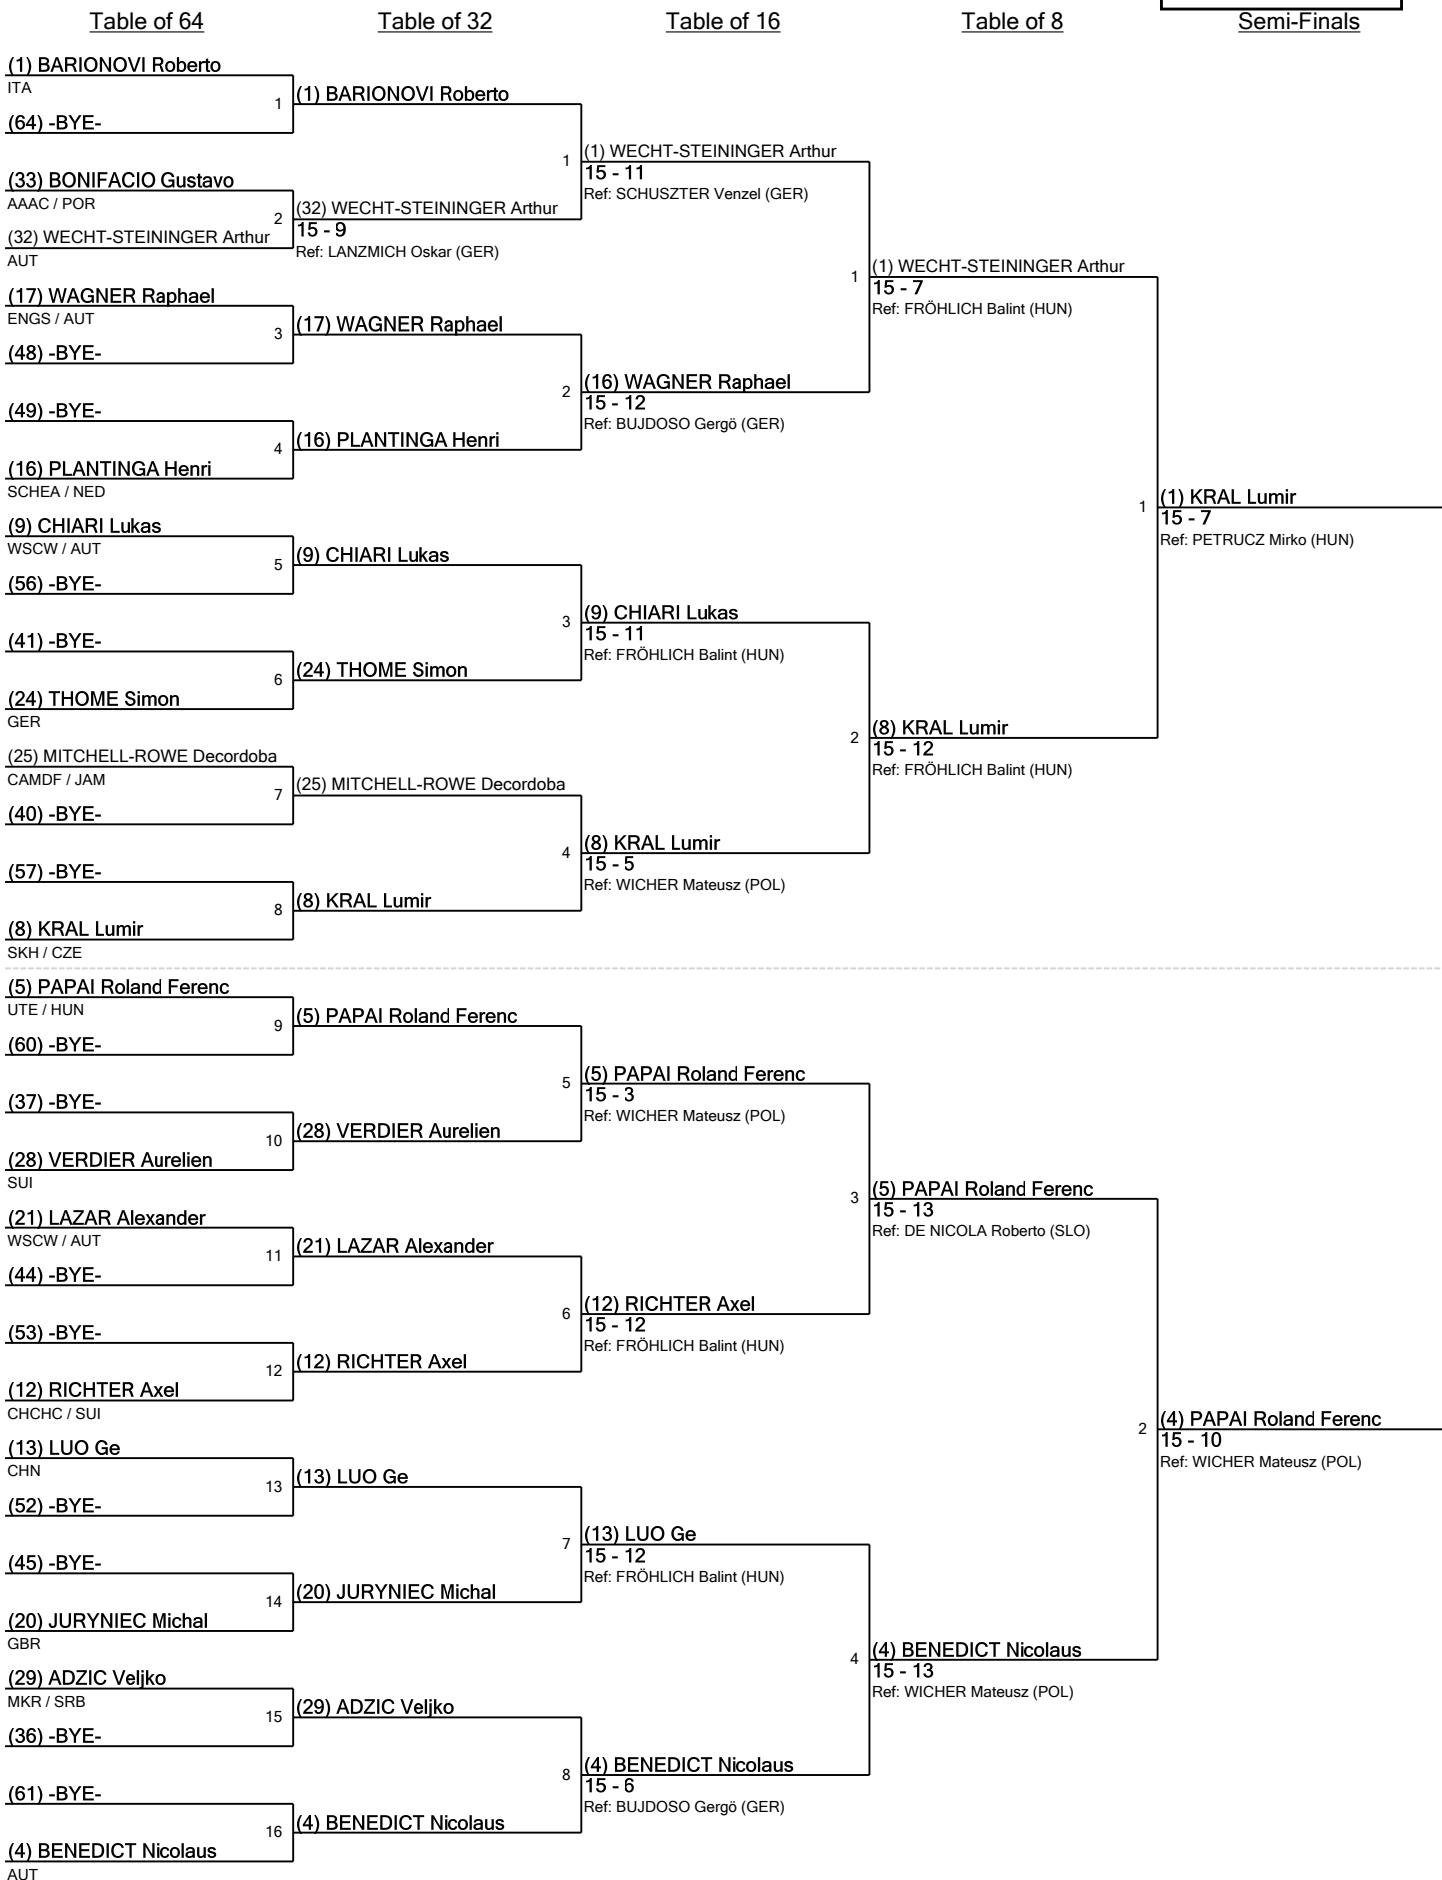 Table of 64
Table of 32
Table of 16
Table of 8
Semi-Finals
(1) BARIONOVI Roberto
ITA
1
(64) -BYE-
(33) BONIFACIO Gustavo
AAAC / POR
2
(32) WECHT-STEININGER Arthur
AUT
(17) WAGNER Raphael
ENGS / AUT
3
(48) -BYE-
(49) -BYE-
4
(16) PLANTINGA Henri
SCHEA / NED
(9) CHIARI Lukas
WSCW / AUT
5
(56) -BYE-
(41) -BYE-
6
(24) THOME Simon
GER
(25) MITCHELL-ROWE Decordoba
CAMDF / JAM
7
(40) -BYE-
(57) -BYE-
8
(8) KRAL Lumir
SKH / CZE
(5) PAPAI Roland Ferenc
UTE / HUN
9
(60) -BYE-
(37) -BYE-
10
(28) VERDIER Aurelien
SUI
(21) LAZAR Alexander
WSCW / AUT
11
(44) -BYE-
(53) -BYE-
12
(12) RICHTER Axel
CHCHC / SUI
(13) LUO Ge
CHN
13
(52) -BYE-
(45) -BYE-
14
(20) JURYNIEC Michal
GBR
(29) ADZIC Veljko
MKR / SRB
15
(36) -BYE-
(61) -BYE-
16
(4) BENEDICT Nicolaus
AUT
(1) BARIONOVI Roberto
1
(32) WECHT-STEININGER Arthur
15 - 9
Ref: LANZMICH Oskar (GER)
(17) WAGNER Raphael
2
(16) PLANTINGA Henri
(9) CHIARI Lukas
3
(24) THOME Simon
(25) MITCHELL-ROWE Decordoba
4
(8) KRAL Lumir
(5) PAPAI Roland Ferenc
5
(28) VERDIER Aurelien
(21) LAZAR Alexander
6
(12) RICHTER Axel
(13) LUO Ge
7
(20) JURYNIEC Michal
(29) ADZIC Veljko
8
(4) BENEDICT Nicolaus
(1) WECHT-STEININGER Arthur
15 - 11
Ref: SCHUSZTER Venzel (GER)
1
(16) WAGNER Raphael
15 - 12
Ref: BUJDOSO Gergö (GER)
(9) CHIARI Lukas
15 - 11
Ref: FRÖHLICH Balint (HUN)
2
(8) KRAL Lumir
15 - 5
Ref: WICHER Mateusz (POL)
(5) PAPAI Roland Ferenc
15 - 3
Ref: WICHER Mateusz (POL)
3
(12) RICHTER Axel
15 - 12
Ref: FRÖHLICH Balint (HUN)
(13) LUO Ge
15 - 12
Ref: FRÖHLICH Balint (HUN)
4
(4) BENEDICT Nicolaus
15 - 6
Ref: BUJDOSO Gergö (GER)
(1) WECHT-STEININGER Arthur
15 - 7
Ref: FRÖHLICH Balint (HUN)
1
(8) KRAL Lumir
15 - 12
Ref: FRÖHLICH Balint (HUN)
(5) PAPAI Roland Ferenc
15 - 13
Ref: DE NICOLA Roberto (SLO)
2
(4) BENEDICT Nicolaus
15 - 13
Ref: WICHER Mateusz (POL)
(1) KRAL Lumir
15 - 7
Ref: PETRUCZ Mirko (HUN)
(4) PAPAI Roland Ferenc
15 - 10
Ref: WICHER Mateusz (POL)